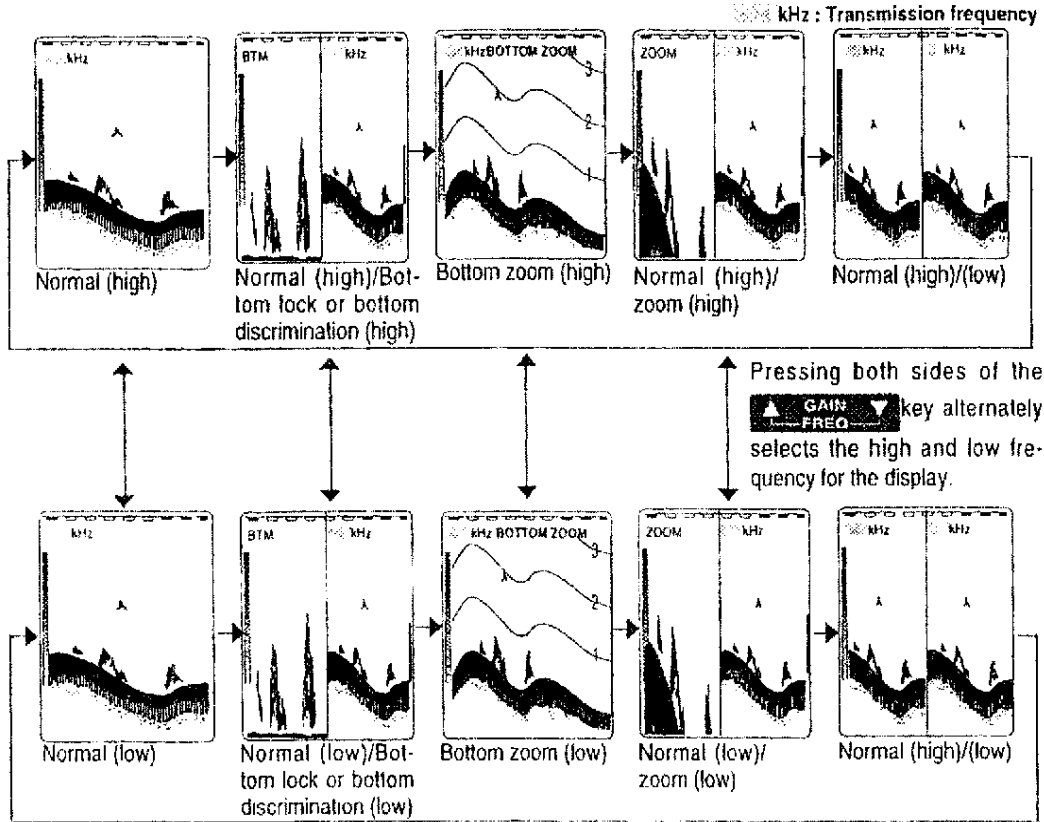 kHz : Transmission frequency
kHz
BTM
kHz
kHz BOTTOM ZOOM
3
2
1
ZOOM
kHz
kHz
kHz
Normal (high)
Normal (high)/Bot-
tom lock or bottom
discrimination (high)
Bottom zoom (high)
Normal (high)/
zoom (high)
Normal (high)/(low)
Pressing both sides of the
▲ GAIN ▼ key alternately
FREQ
selects the high and low fre-
quency for the display.
kHz
BTM
kHz
kHz BOTTOM ZOOM
3
2
1
ZOOM
kHz
kHz
kHz
Normal (low)
Normal (low)/Bot-
tom lock or bottom
discrimination (low)
Bottom zoom (low)
Normal (low)/
zoom (low)
Normal (high)/(low)